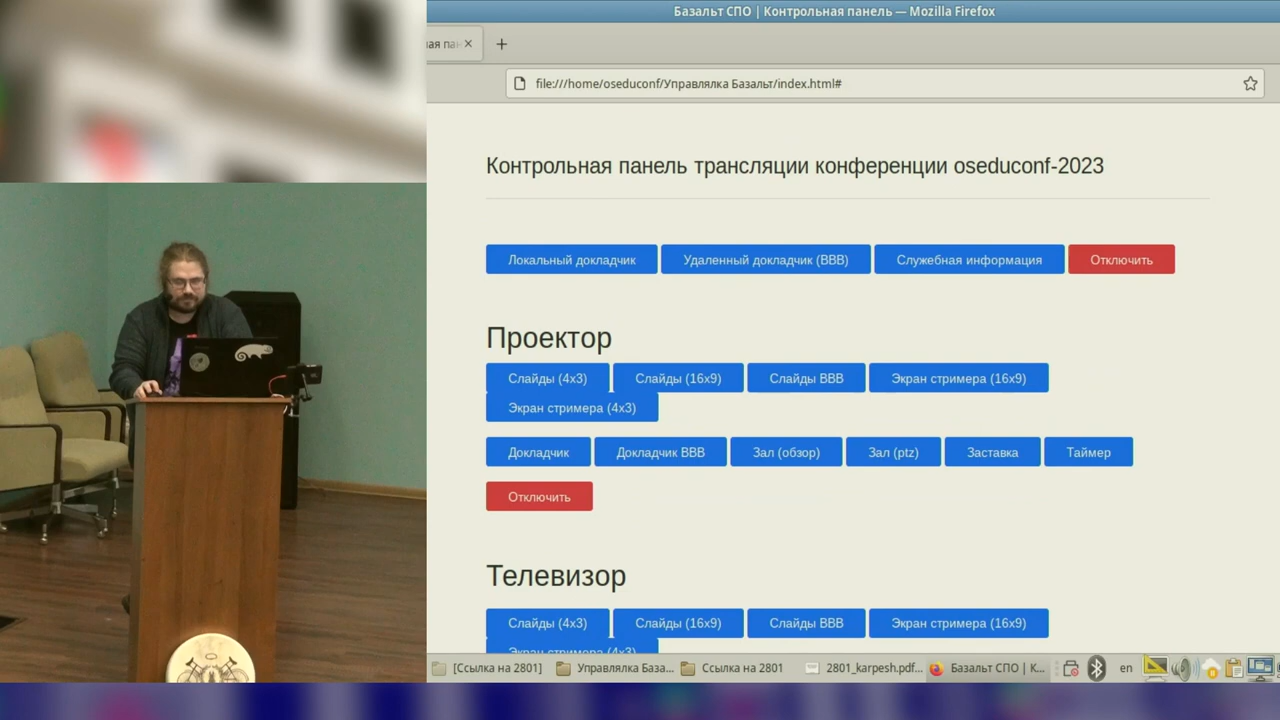 Базальт СПО | Контрольная панель — Mozilla Firefox
ая пан
file:///home/oseduconf/Управлялка Базальт/index.html#
Контрольная панель трансляции конференции oseduconf-2023
Локальный докладчик Удаленный докладчик (BBB) Служебная информация Отключить
Проектор
Слайды (4x3) Слайды (16x9) Слайды BBB Экран стримера (16x9)
Экран стримера (4x3)
Докладчик Докладчик BBB Зал (обзор) Зал (ptz) Заставка Таймер
Отключить
Телевизор
Слайды (4x3) Слайды (16x9) Слайды BBB Экран стримера (16x9)
Экран стримера (4x3)
[Ссылка на 2801] Управлялка База... Ссылка на 2801 2801_karpesh.pdf... Базальт СПО | К... en